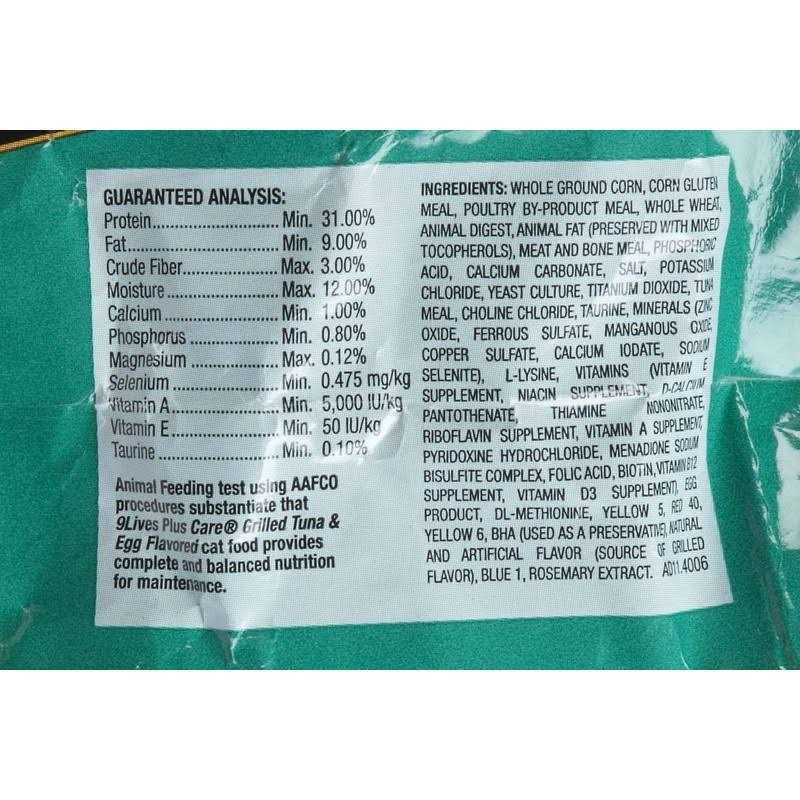 GUARANTEED ANALYSIS:
Protein.................... Min. 31.00%
Fat.......................... Min. 9.00%
Crude Fiber............... Max. 3.00%
Moisture .................. Max. 12.00%
Calcium ................... Min. 1.00%
Phosphorus .............. Min. 0.80%
Magnesium ............... Max. 0.12%
Selenium .................. Min. 0.475 mg/kg
Vitamin A.................. Min. 5,000 IU/kg
Vitamin E.................. Min. 50 IU/kg
Taurine .................... Min. 0.10%
Animal Feeding test using AAFCO
procedures substantiate that
9Lives Plus Care® Grilled Tuna &
Egg Flavored cat food provides
complete and balanced nutrition
for maintenance.
INGREDIENTS: WHOLE GROUND CORN, CORN GLUTEN
MEAL, POULTRY BY-PRODUCT MEAL, WHOLE WHEAT,
ANIMAL DIGEST, ANIMAL FAT (PRESERVED WITH MIXED
TOCOPHEROLS), MEAT AND BONE MEAL, PHOSPHORIC
ACID, CALCIUM CARBONATE, SALT, POTASSIUM
CHLORIDE, YEAST CULTURE, TITANIUM DIOXIDE, TUNA
MEAL, CHOLINE CHLORIDE, TAURINE, MINERALS (ZINC
OXIDE, FERROUS SULFATE, MANGANOUS OXIDE,
COPPER SULFATE, CALCIUM IODATE, SODIUM
SELENITE), L-LYSINE, VITAMINS (VITAMIN E
SUPPLEMENT, NIACIN SUPPLEMENT, D-CALCIUM
PANTOTHENATE, THIAMINE MONONITRATE,
RIBOFLAVIN SUPPLEMENT, VITAMIN A SUPPLEMENT,
PYRIDOXINE HYDROCHLORIDE, MENADIONE SODIUM
BISULFITE COMPLEX, FOLIC ACID, BIOTIN, VITAMIN B12
SUPPLEMENT, VITAMIN D3 SUPPLEMENT), EGG
PRODUCT, DL-METHIONINE, YELLOW 5, RED 40,
YELLOW 6, BHA (USED AS A PRESERVATIVE), NATURAL
AND ARTIFICIAL FLAVOR (SOURCE OF GRILLED
FLAVOR), BLUE 1, ROSEMARY EXTRACT. A011.4006